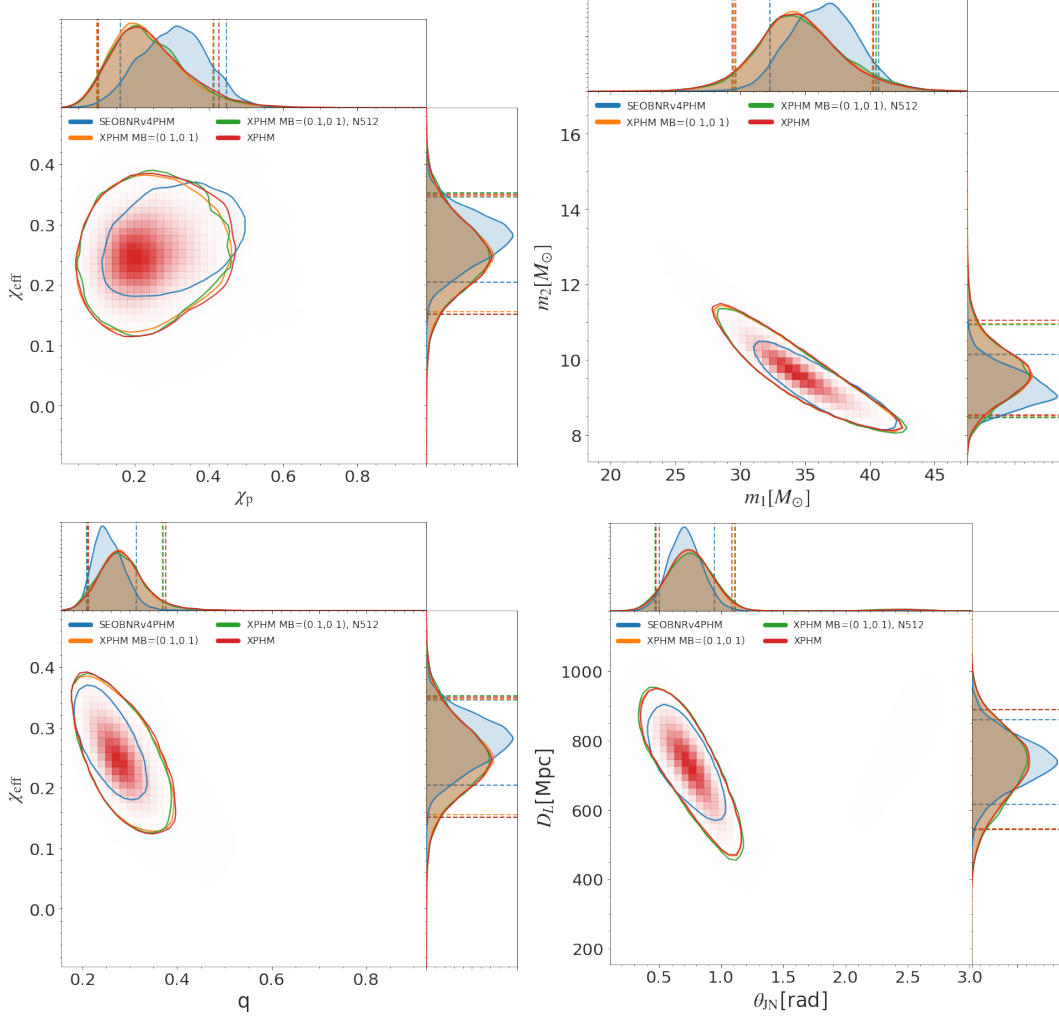 SEOBNRv4PHM
XPHM MB=(0.1,0.1)
XPHM MB=(0.1,0.1), N512
XPHM
0.4
0.3
0.2
0.1
0.0
χeff
0.2 0.4 0.6 0.8
χp
SEOBNRv4PHM
XPHM MB=(0.1,0.1)
XPHM MB=(0.1,0.1), N512
XPHM
16
14
12
10
8
m2[M⊙]
20 25 30 35 40 45
m1[M⊙]
SEOBNRv4PHM
XPHM MB=(0.1,0.1)
XPHM MB=(0.1,0.1), N512
XPHM
0.4
0.3
0.2
0.1
0.0
χeff
0.2 0.4 0.6 0.8
q
SEOBNRv4PHM
XPHM MB=(0.1,0.1)
XPHM MB=(0.1,0.1), N512
XPHM
1000
800
600
400
200
DL[Mpc]
0.5 1.0 1.5 2.0 2.5 3.0
θJN[rad]